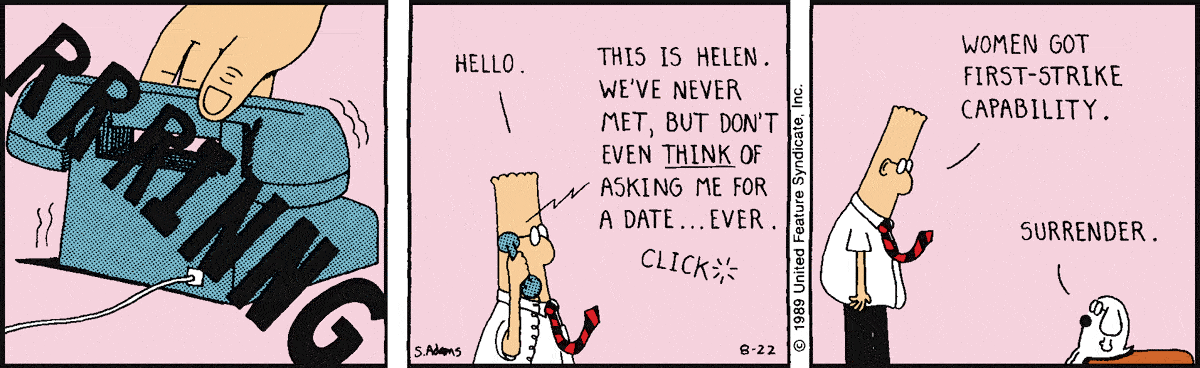 RRRRINNNG
HELLO.
THIS IS HELEN.
WE'VE NEVER
MET, BUT DON'T
EVEN THINK OF
ASKING ME FOR
A DATE...EVER.
CLICK
S.Adams
8-22
© 1989 United Feature Syndicate, Inc.
WOMEN GOT
FIRST-STRIKE
CAPABILITY.
SURRENDER.